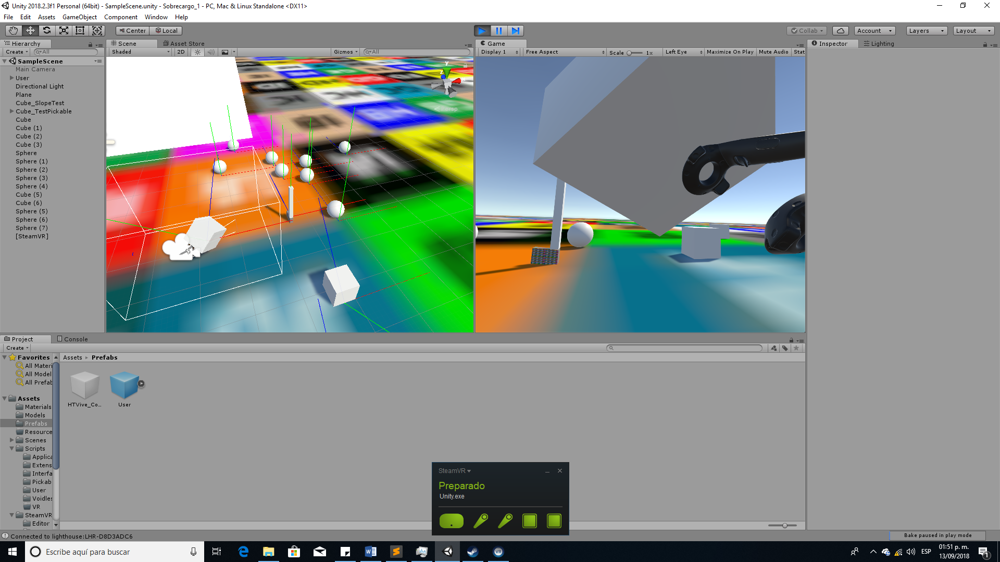 Unity 2018.2.3f1 Personal (64bit) - SampleScene.unity - Sobrecargo_1 - PC, Mac & Linux Standalone <DX11>
File Edit Assets GameObject Component Window Help
Center Local Collab Account Layers Layout
Hierarchy
Create All
SampleScene
Main Camera
User
Directional Light
Plane
Cube_SlopeTest
Cube_TestPickable
Cube
Cube (1)
Cube (2)
Cube (3)
Sphere
Sphere (1)
Sphere (2)
Sphere (3)
Sphere (4)
Cube (5)
Cube (6)
Sphere (5)
Sphere (6)
Sphere (7)
[SteamVR]
Scene Asset Store
Shaded 2D Gizmos All
y
z
Persp
Game
Display 1 Free Aspect Scale 1x Left Eye Maximize On Play Mute Audio Stat
Inspector Lighting
Project Console
Create
Favorites
All Materi
All Model
All Prefab
Assets
Materials
Models
Prefabs
Resource
Scenes
Scripts
Applica
Extens
Interfa
Pickab
User
Voidles
VR
SteamVR
Editor
Assets Prefabs
HTVive_Co...
User
SteamVR
Preparado
Unity.exe
Connected to lighthouse:LHR-D8D3ADC6
Bake paused in play mode
Escribe aquí para buscar
VR
ESP
01:51 p. m.
13/09/2018
1